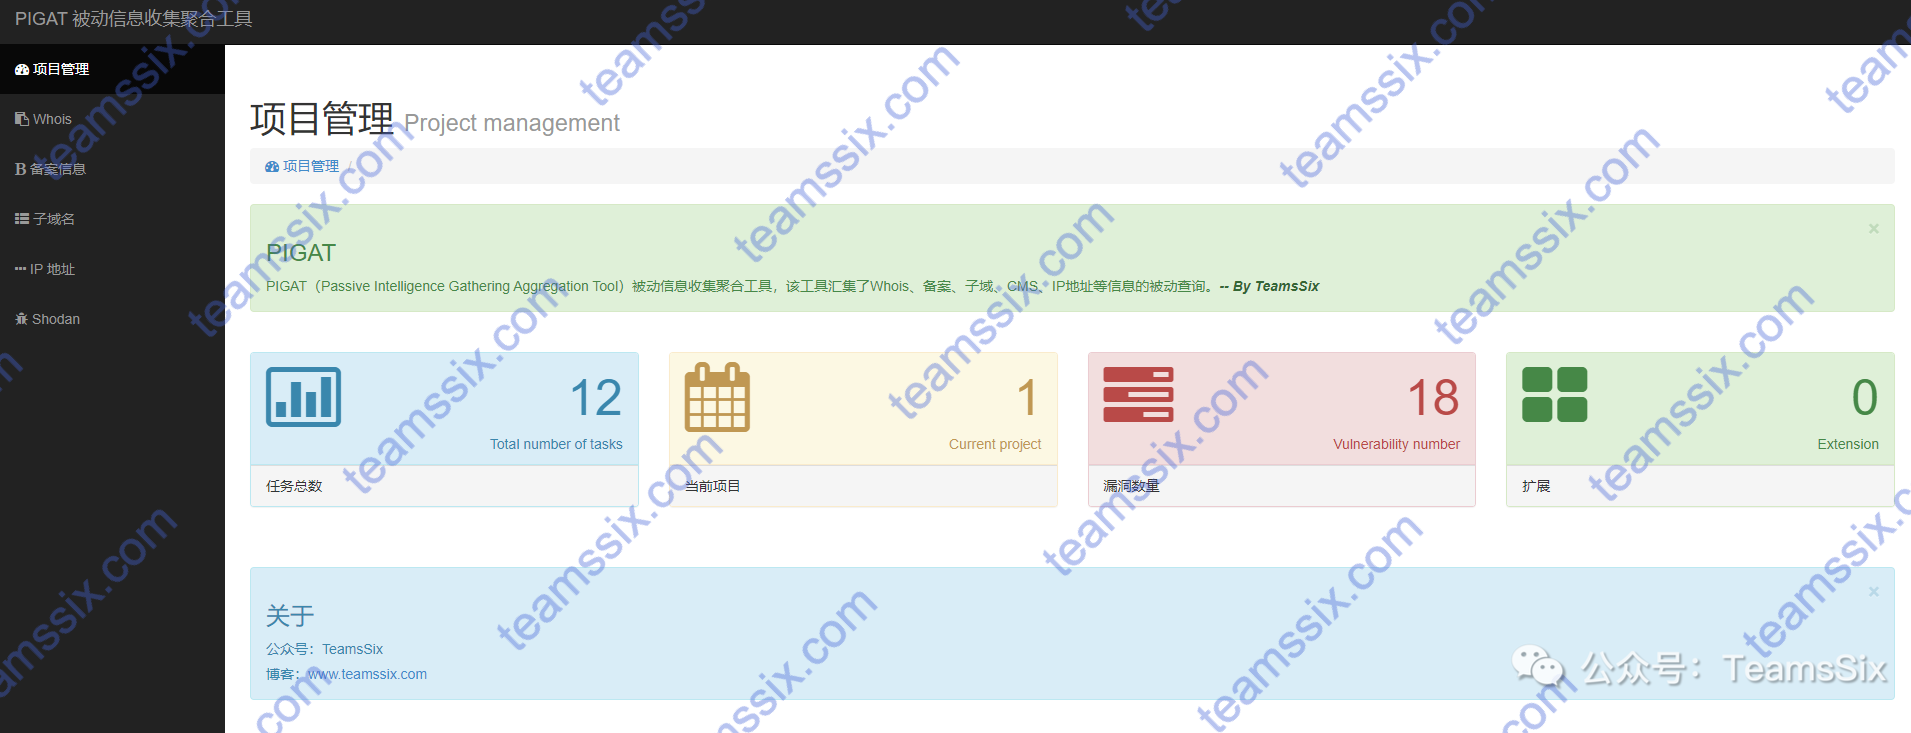 PIGAT 被动信息收集聚合工具
项目管理
Whois
备案信息
子域名
IP 地址
Shodan
项目管理 Project management
项目管理 /
PIGAT
PIGAT（Passive Intelligence Gathering Aggregation Tool）被动信息收集聚合工具，该工具汇集了Whois、备案、子域、CMS、IP地址等信息的被动查询。-- By TeamsSix
12
Total number of tasks
任务总数
1
Current project
当前项目
18
Vulnerability number
漏洞数量
0
Extension
扩展
关于
公众号：TeamsSix
博客：www.teamssix.com
公众号：TeamsSix
teamssix.com